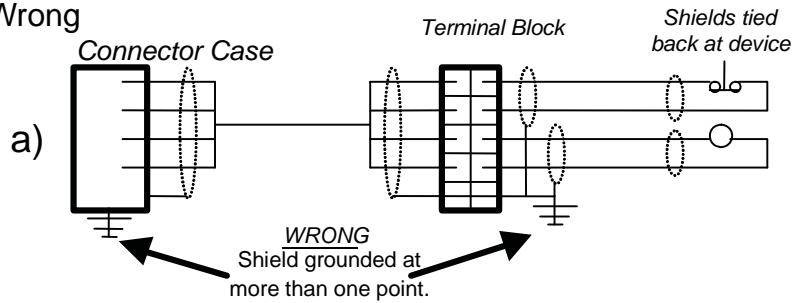 Wrong
Terminal Block
Shields tied
back at device
Connector Case
a)
WRONG
Shield grounded at
more than one point.